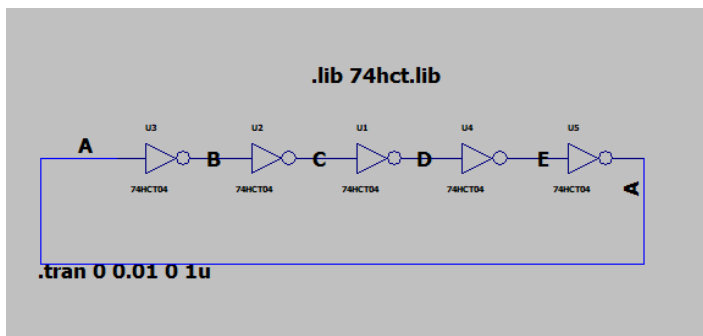 .lib 74hct.lib
U3 U2 U1 U4 U5
A B C D E A
74HCT04 74HCT04 74HCT04 74HCT04 74HCT04
.tran 0 0.01 0 1u